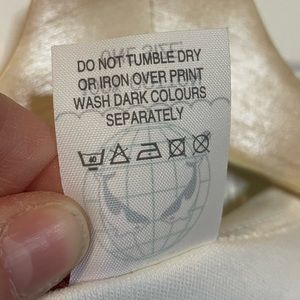 DO NOT TUMBLE DRY
OR IRON OVER PRINT
WASH DARK COLOURS
SEPARATELY
40